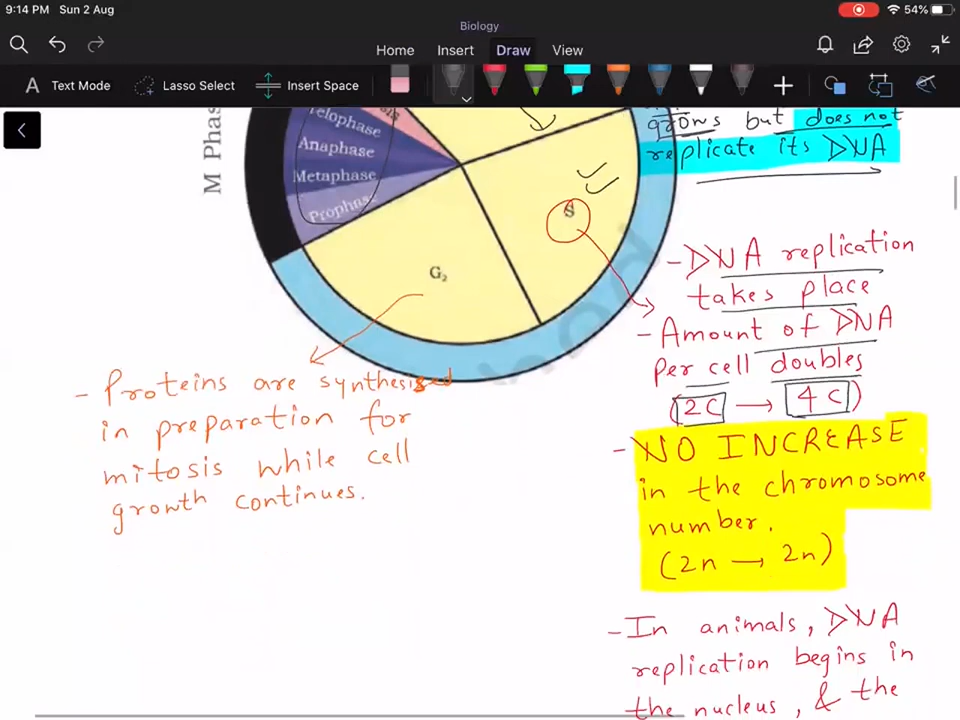 9:14 PM Sun 2 Aug
54%
Biology
Home Insert Draw View
Text Mode Lasso Select Insert Space
M Phas
Telophase
Anaphase
Metaphase
Prophase
S
G2
grows but does not
replicate its DNA
- DNA replication
takes place
- Amount of DNA
Per cell doubles
(2C → 4C)
- NO INCREASE
in the chromosome
number.
(2n → 2n)
- In animals, DNA
replication begins in
the nucleus, & the
- Proteins are synthesized
in preparation for
mitosis while cell
growth continues.